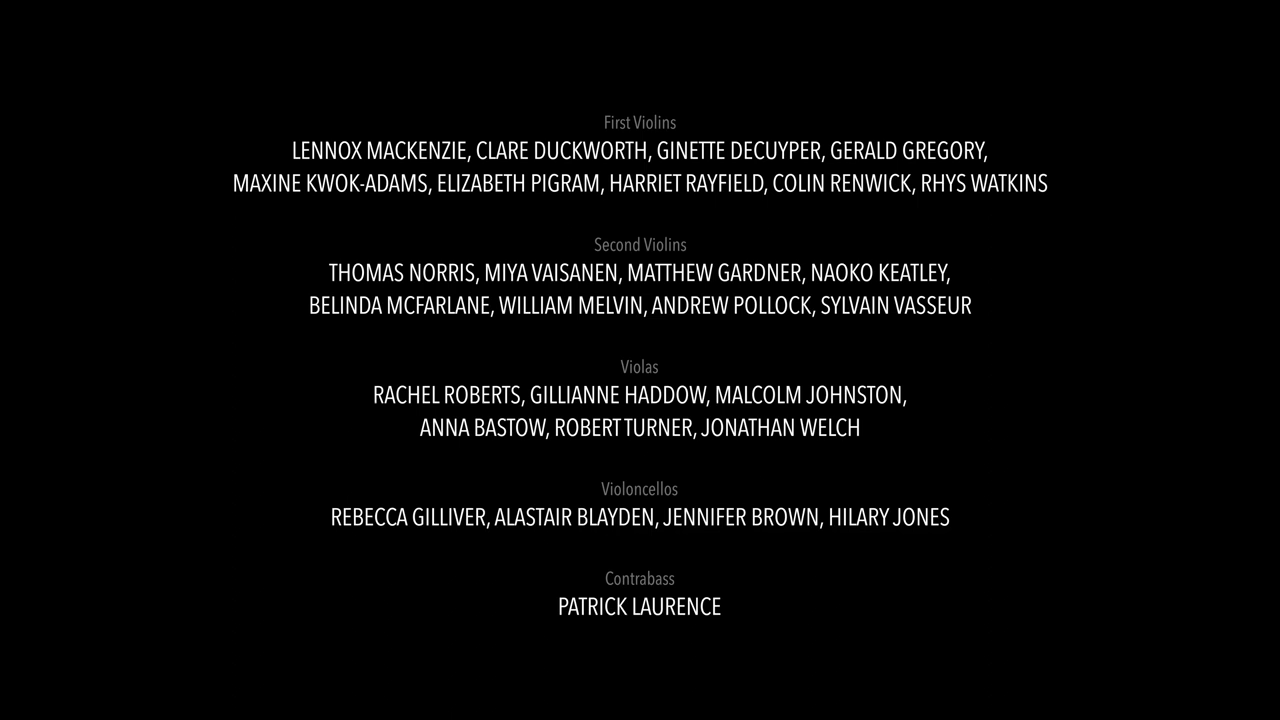 First Violins
LENNOX MACKENZIE, CLARE DUCKWORTH, GINETTE DECUYPER, GERALD GREGORY,
MAXINE KWOK-ADAMS, ELIZABETH PIGRAM, HARRIET RAYFIELD, COLIN RENWICK, RHYS WATKINS
Second Violins
THOMAS NORRIS, MIYA VAISANEN, MATTHEW GARDNER, NAOKO KEATLEY,
BELINDA MCFARLANE, WILLIAM MELVIN, ANDREW POLLOCK, SYLVAIN VASSEUR
Violas
RACHEL ROBERTS, GILLIANNE HADDOW, MALCOLM JOHNSTON,
ANNA BASTOW, ROBERT TURNER, JONATHAN WELCH
Violoncellos
REBECCA GILLIVER, ALASTAIR BLAYDEN, JENNIFER BROWN, HILARY JONES
Contrabass
PATRICK LAURENCE